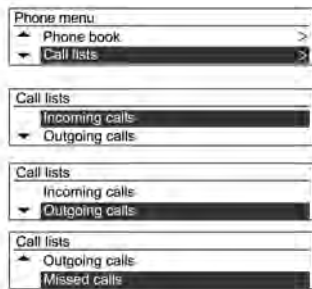 Phone menu
Phone book >
Call lists >
Call lists
Incoming calls
Outgoing calls
Call lists
Incoming calls
Outgoing calls
Call lists
Outgoing calls
Missed calls